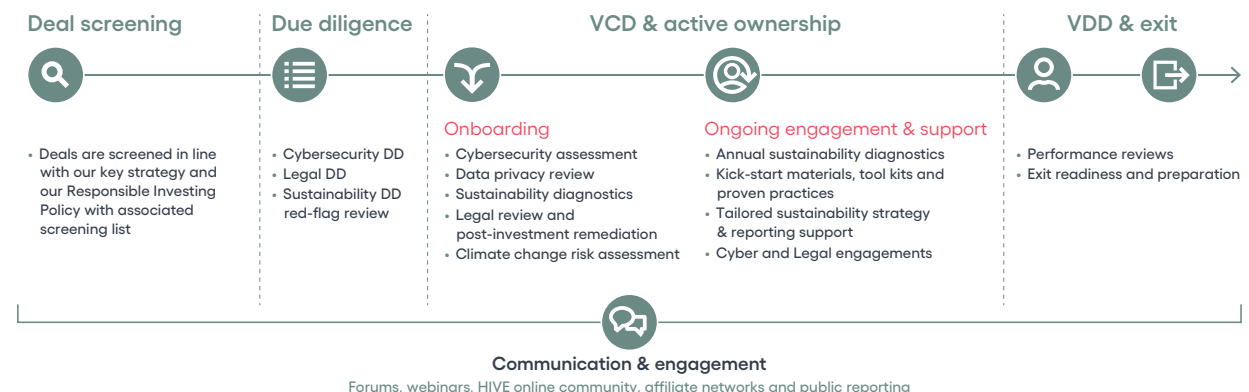 Deal screening
• Deals are screened in line
with our key strategy and
our Responsible Investing
Policy with associated
screening list
Due diligence
• Cybersecurity DD
• Legal DD
• Sustainability DD
red-flag review
VCD & active ownership
Onboarding
• Cybersecurity assessment
• Data privacy review
• Sustainability diagnostics
• Legal review and
post-investment remediation
• Climate change risk assessment
Ongoing engagement & support
• Annual sustainability diagnostics
• Kick-start materials, tool kits and
proven practices
• Tailored sustainability strategy
& reporting support
• Cyber and Legal engagements
VDD & exit
• Performance reviews
• Exit readiness and preparation
Communication & engagement
Forums, webinars, HIVE online community, affiliate networks and public reporting